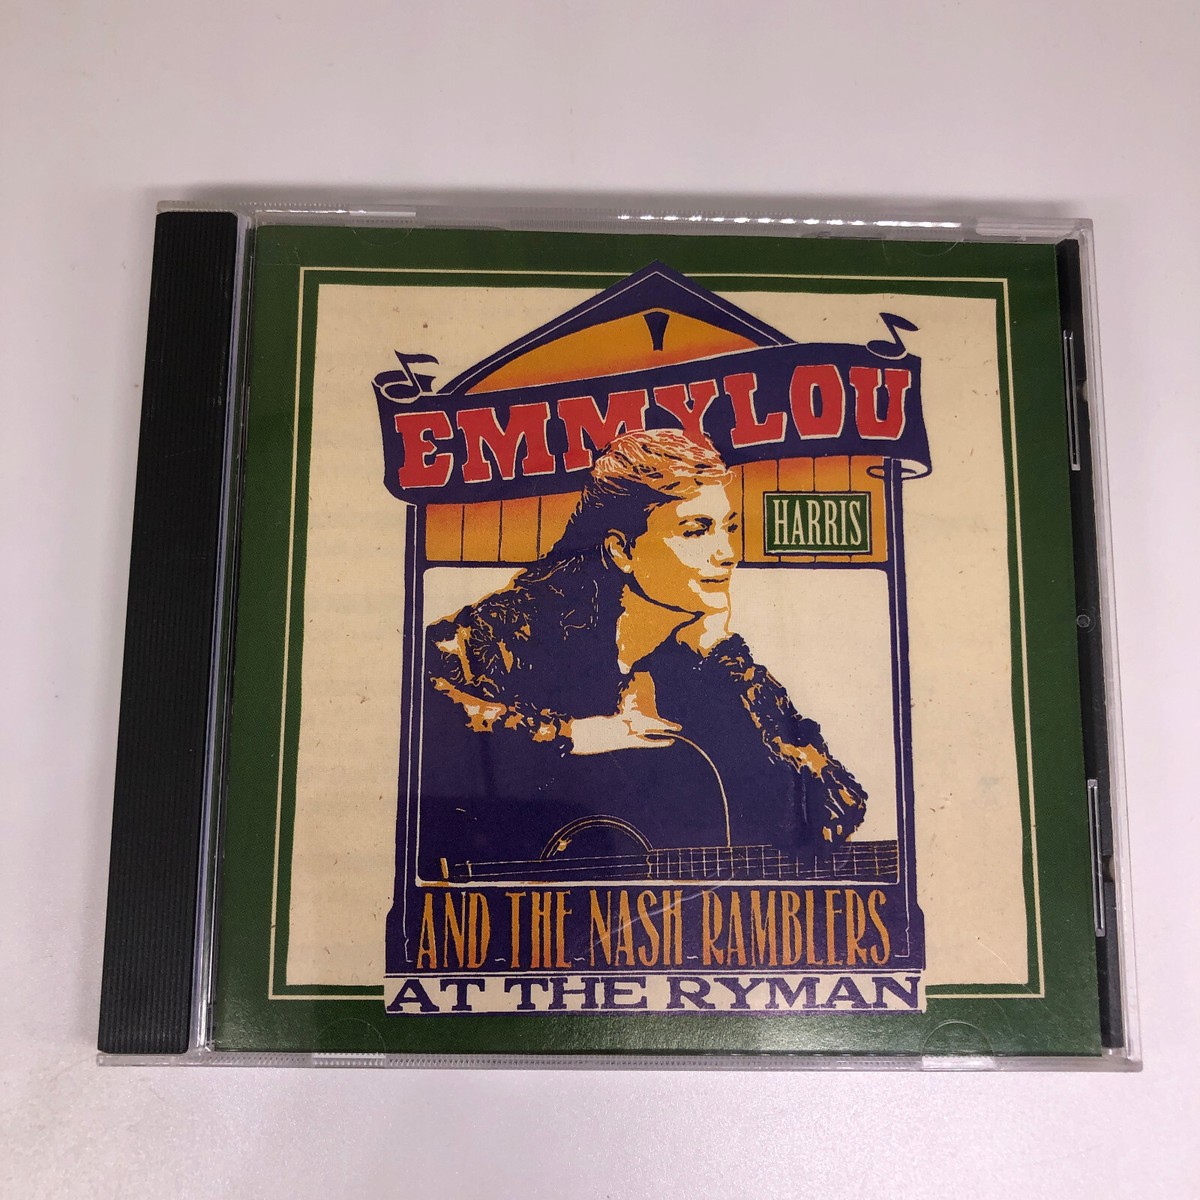 EMMYLOU
HARRIS
AND THE NASH RAMBLERS
AT THE RYMAN